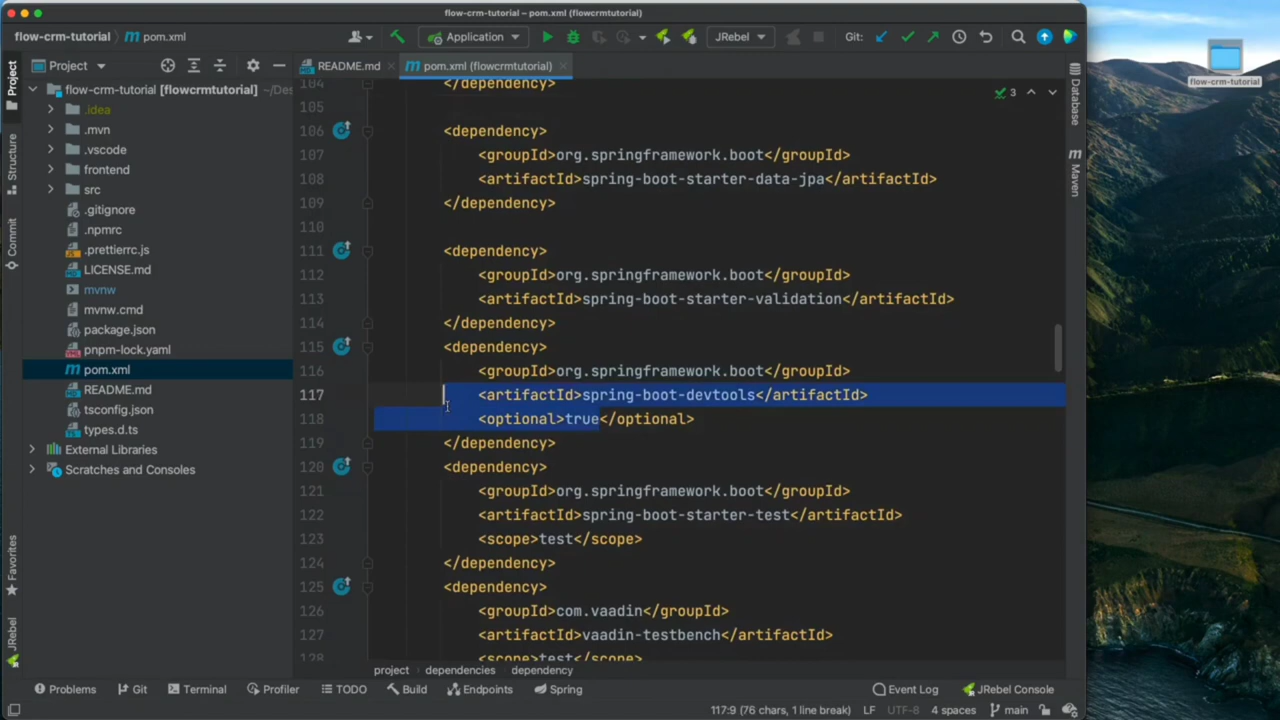 flow-crm-tutorial – pom.xml (flowcrmtutorial)
flow-crm-tutorial › m pom.xml
Application
JRebel
Git:
Project
README.md
pom.xml (flowcrmtutorial)
flow-crm-tutorial [flowcrmtutorial] ~/Des
.idea
.mvn
.vscode
frontend
src
.gitignore
.npmrc
.prettierrc.js
LICENSE.md
mvnw
mvnw.cmd
package.json
pnpm-lock.yaml
pom.xml
README.md
tsconfig.json
types.d.ts
External Libraries
Scratches and Consoles
Project
Structure
Commit
Favorites
JRebel
3
104 </dependency>
105
106 <dependency>
107 <groupId>org.springframework.boot</groupId>
108 <artifactId>spring-boot-starter-data-jpa</artifactId>
109 </dependency>
110
111 <dependency>
112 <groupId>org.springframework.boot</groupId>
113 <artifactId>spring-boot-starter-validation</artifactId>
114 </dependency>
115 <dependency>
116 <groupId>org.springframework.boot</groupId>
117 <artifactId>spring-boot-devtools</artifactId>
118 <optional>true</optional>
119 </dependency>
120 <dependency>
121 <groupId>org.springframework.boot</groupId>
122 <artifactId>spring-boot-starter-test</artifactId>
123 <scope>test</scope>
124 </dependency>
125 <dependency>
126 <groupId>com.vaadin</groupId>
127 <artifactId>vaadin-testbench</artifactId>
128 <scope>test</scope>
Database
Maven
flow-crm-tutorial
project › dependencies › dependency
Problems Git Terminal Profiler TODO Build Endpoints Spring Event Log JRebel Console
117:9 (76 chars, 1 line break) LF UTF-8 4 spaces main